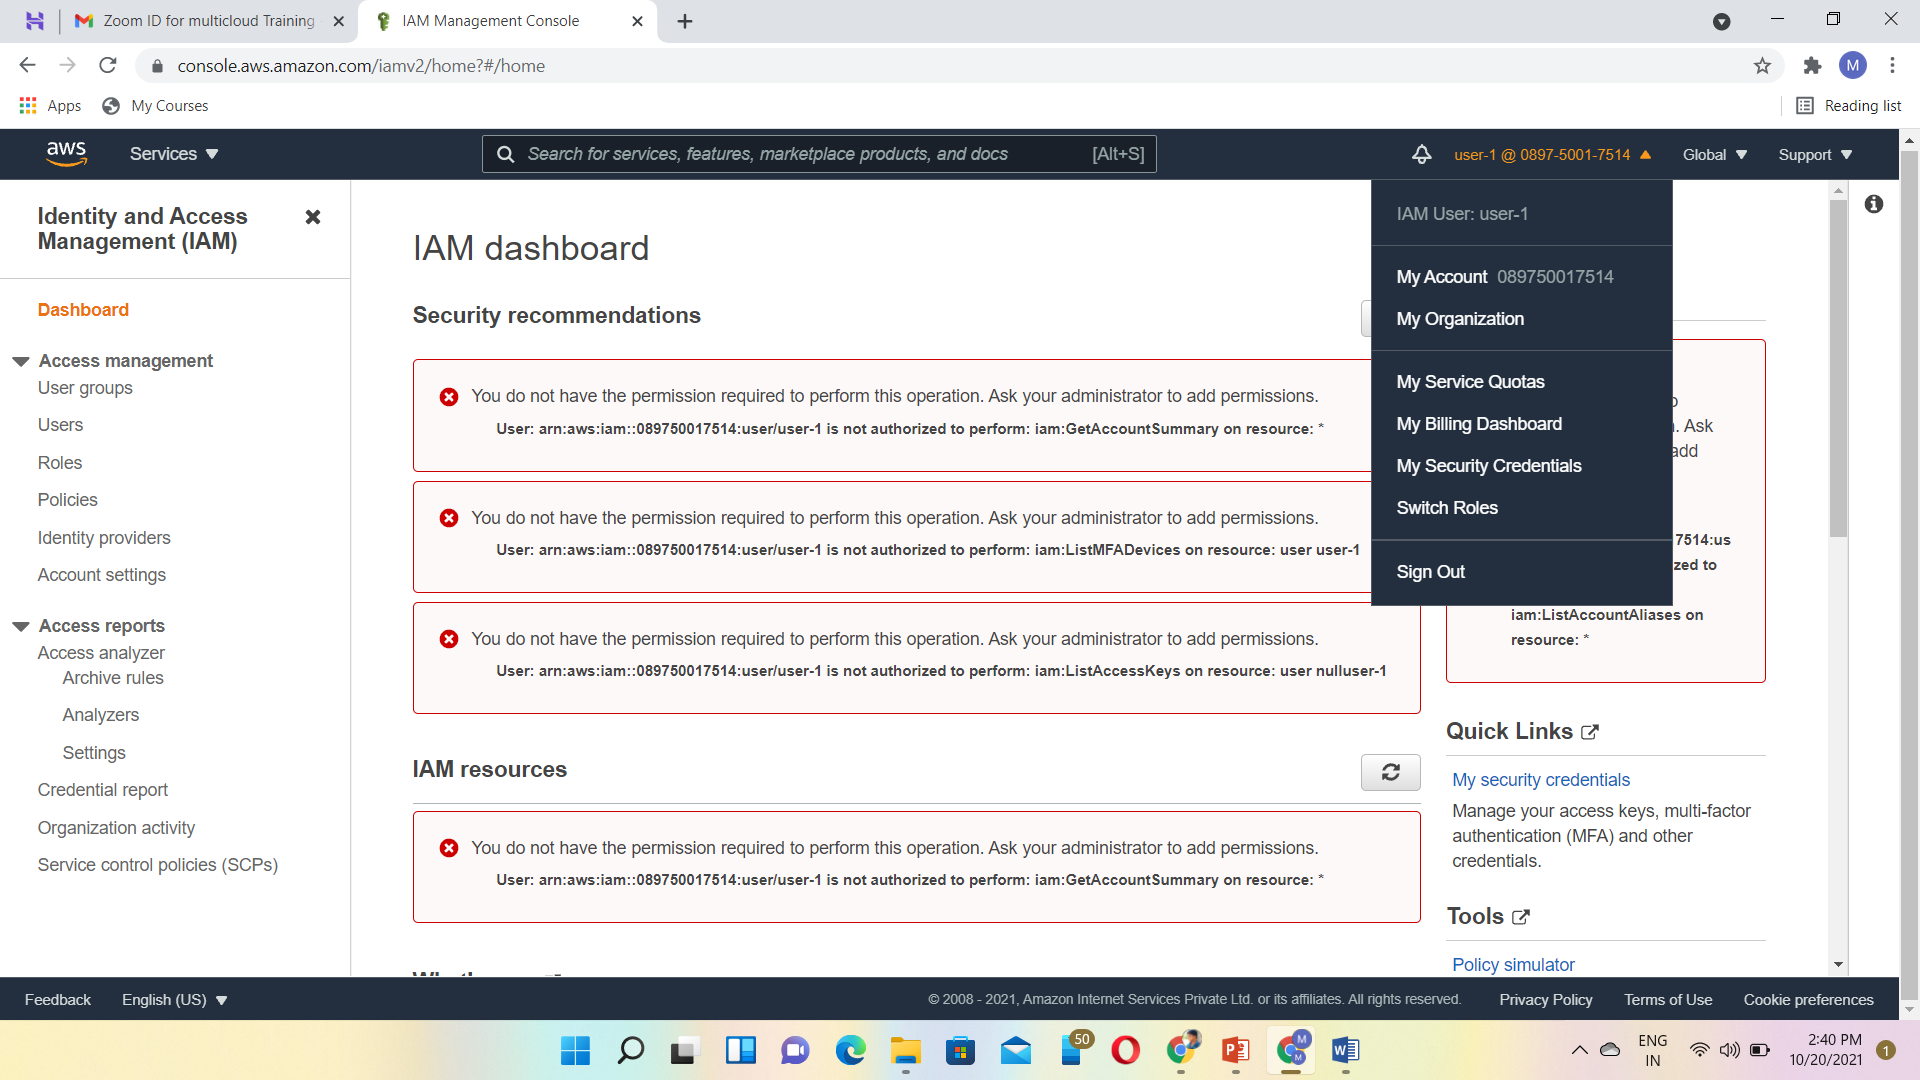 Zoom ID for multicloud Training
IAM Management Console
console.aws.amazon.com/iamv2/home?#/home
M
Apps
My Courses
Reading list
aws
Services
Search for services, features, marketplace products, and docs
[Alt+S]
user-1 @ 0897-5001-7514
Global
Support
Identity and Access
Management (IAM)
Dashboard
Access management
User groups
Users
Roles
Policies
Identity providers
Account settings
Access reports
Access analyzer
Archive rules
Analyzers
Settings
Credential report
Organization activity
Service control policies (SCPs)
IAM dashboard
Security recommendations
You do not have the permission required to perform this operation. Ask your administrator to add permissions.
User: arn:aws:iam::089750017514:user/user-1 is not authorized to perform: iam:GetAccountSummary on resource: *
You do not have the permission required to perform this operation. Ask your administrator to add permissions.
User: arn:aws:iam::089750017514:user/user-1 is not authorized to perform: iam:ListMFADevices on resource: user user-1
You do not have the permission required to perform this operation. Ask your administrator to add permissions.
User: arn:aws:iam::089750017514:user/user-1 is not authorized to perform: iam:ListAccessKeys on resource: user nulluser-1
IAM resources
You do not have the permission required to perform this operation. Ask your administrator to add permissions.
User: arn:aws:iam::089750017514:user/user-1 is not authorized to perform: iam:GetAccountSummary on resource: *
IAM User: user-1
My Account 089750017514
My Organization
My Service Quotas
My Billing Dashboard
My Security Credentials
Switch Roles
Sign Out
. Ask
add
7514:us
zed to
iam:ListAccountAliases on
resource: *
Quick Links
My security credentials
Manage your access keys, multi-factor
authentication (MFA) and other
credentials.
Tools
Policy simulator
Feedback
English (US)
© 2008 - 2021, Amazon Internet Services Private Ltd. or its affiliates. All rights reserved.
Privacy Policy
Terms of Use
Cookie preferences
50
M
M
ENG
IN
2:40 PM
10/20/2021
1